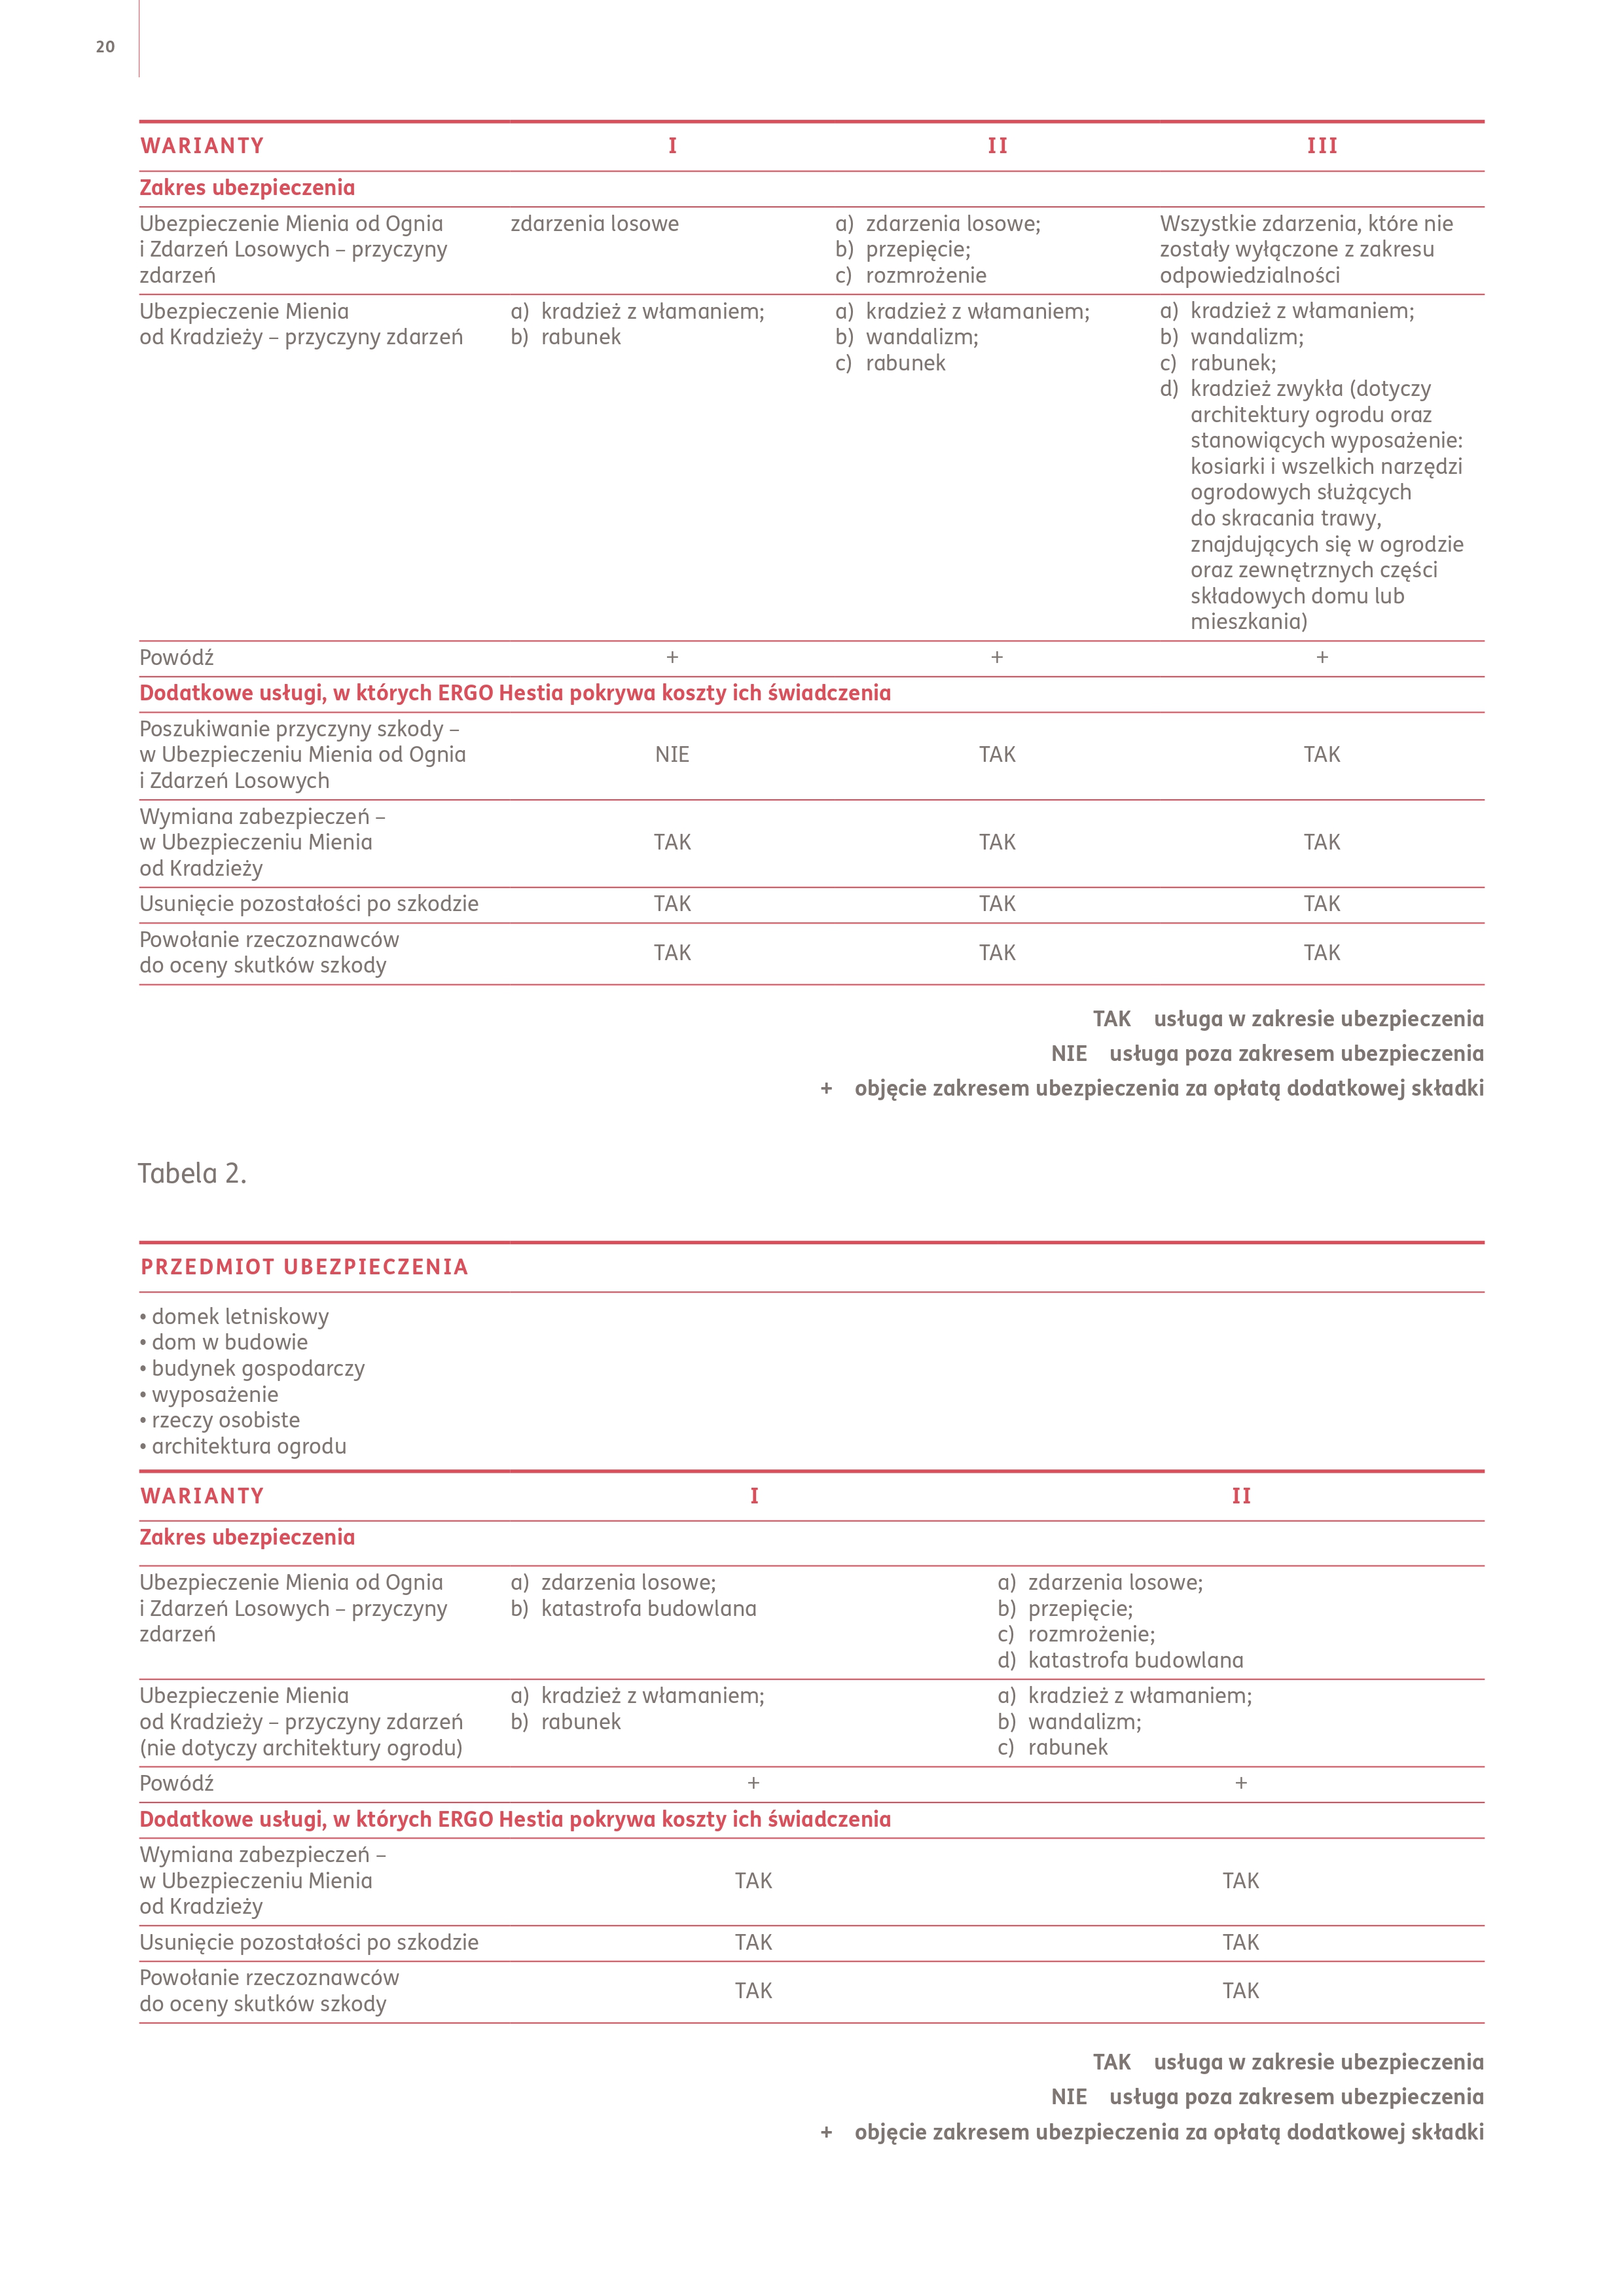 20
WARIANTY I II III
Zakres ubezpieczenia
Ubezpieczenie Mienia od Ognia
i Zdarzeń Losowych – przyczyny
zdarzeń
zdarzenia losowe
a) zdarzenia losowe;
b) przepięcie;
c) rozmrożenie
Wszystkie zdarzenia, które nie
zostały wyłączone z zakresu
odpowiedzialności
Ubezpieczenie Mienia
od Kradzieży – przyczyny zdarzeń
a) kradzież z włamaniem;
b) rabunek
a) kradzież z włamaniem;
b) wandalizm;
c) rabunek
a) kradzież z włamaniem;
b) wandalizm;
c) rabunek;
d) kradzież zwykła (dotyczy
architektury ogrodu oraz
stanowiących wyposażenie:
kosiarki i wszelkich narzędzi
ogrodowych służących
do skracania trawy,
znajdujących się w ogrodzie
oraz zewnętrznych części
składowych domu lub
mieszkania)
Powódź + + +
Dodatkowe usługi, w których ERGO Hestia pokrywa koszty ich świadczenia
Poszukiwanie przyczyny szkody –
w Ubezpieczeniu Mienia od Ognia
i Zdarzeń Losowych
NIE TAK TAK
Wymiana zabezpieczeń –
w Ubezpieczeniu Mienia
od Kradzieży
TAK TAK TAK
Usunięcie pozostałości po szkodzie TAK TAK TAK
Powołanie rzeczoznawców
do oceny skutków szkody
TAK TAK TAK
TAK usługa w zakresie ubezpieczenia
NIE usługa poza zakresem ubezpieczenia
+ objęcie zakresem ubezpieczenia za opłatą dodatkowej składki
Tabela 2.
PRZEDMIOT UBEZPIECZENIA
• domek letniskowy
• dom w budowie
• budynek gospodarczy
• wyposażenie
• rzeczy osobiste
• architektura ogrodu
WARIANTY I II
Zakres ubezpieczenia
Ubezpieczenie Mienia od Ognia
i Zdarzeń Losowych – przyczyny
zdarzeń
a) zdarzenia losowe;
b) katastrofa budowlana
a) zdarzenia losowe;
b) przepięcie;
c) rozmrożenie;
d) katastrofa budowlana
Ubezpieczenie Mienia
od Kradzieży – przyczyny zdarzeń
(nie dotyczy architektury ogrodu)
a) kradzież z włamaniem;
b) rabunek
a) kradzież z włamaniem;
b) wandalizm;
c) rabunek
Powódź + +
Dodatkowe usługi, w których ERGO Hestia pokrywa koszty ich świadczenia
Wymiana zabezpieczeń –
w Ubezpieczeniu Mienia
od Kradzieży
TAK TAK
Usunięcie pozostałości po szkodzie TAK TAK
Powołanie rzeczoznawców
do oceny skutków szkody
TAK TAK
TAK usługa w zakresie ubezpieczenia
NIE usługa poza zakresem ubezpieczenia
+ objęcie zakresem ubezpieczenia za opłatą dodatkowej składki